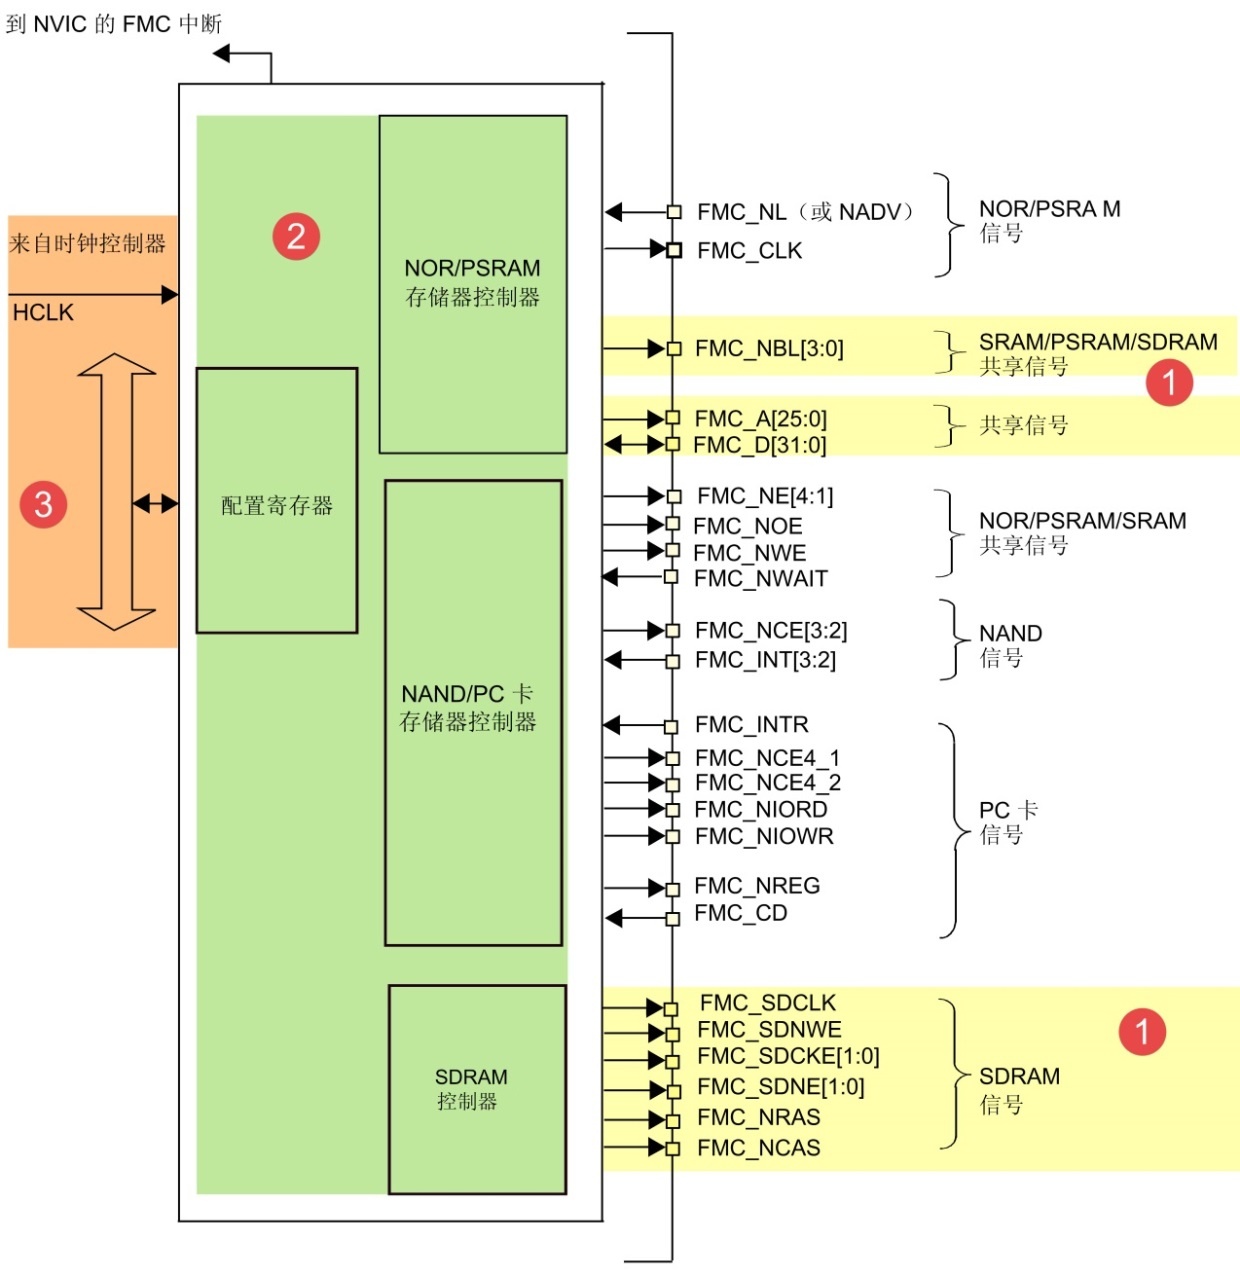 到 NVIC 的 FMC 中断
来自时钟控制器
HCLK
3
2
NOR/PSRAM
存储器控制器
配置寄存器
NAND/PC 卡
存储器控制器
SDRAM
控制器
FMC_NL（或 NADV）
FMC_CLK
NOR/PSRA M
信号
FMC_NBL[3:0]
SRAM/PSRAM/SDRAM
共享信号
1
FMC_A[25:0]
FMC_D[31:0]
共享信号
FMC_NE[4:1]
FMC_NOE
FMC_NWE
FMC_NWAIT
NOR/PSRAM/SRAM
共享信号
FMC_NCE[3:2]
FMC_INT[3:2]
NAND
信号
FMC_INTR
FMC_NCE4_1
FMC_NCE4_2
FMC_NIORD
FMC_NIOWR
FMC_NREG
FMC_CD
PC 卡
信号
FMC_SDCLK
FMC_SDNWE
FMC_SDCKE[1:0]
FMC_SDNE[1:0]
FMC_NRAS
FMC_NCAS
1
SDRAM
信号